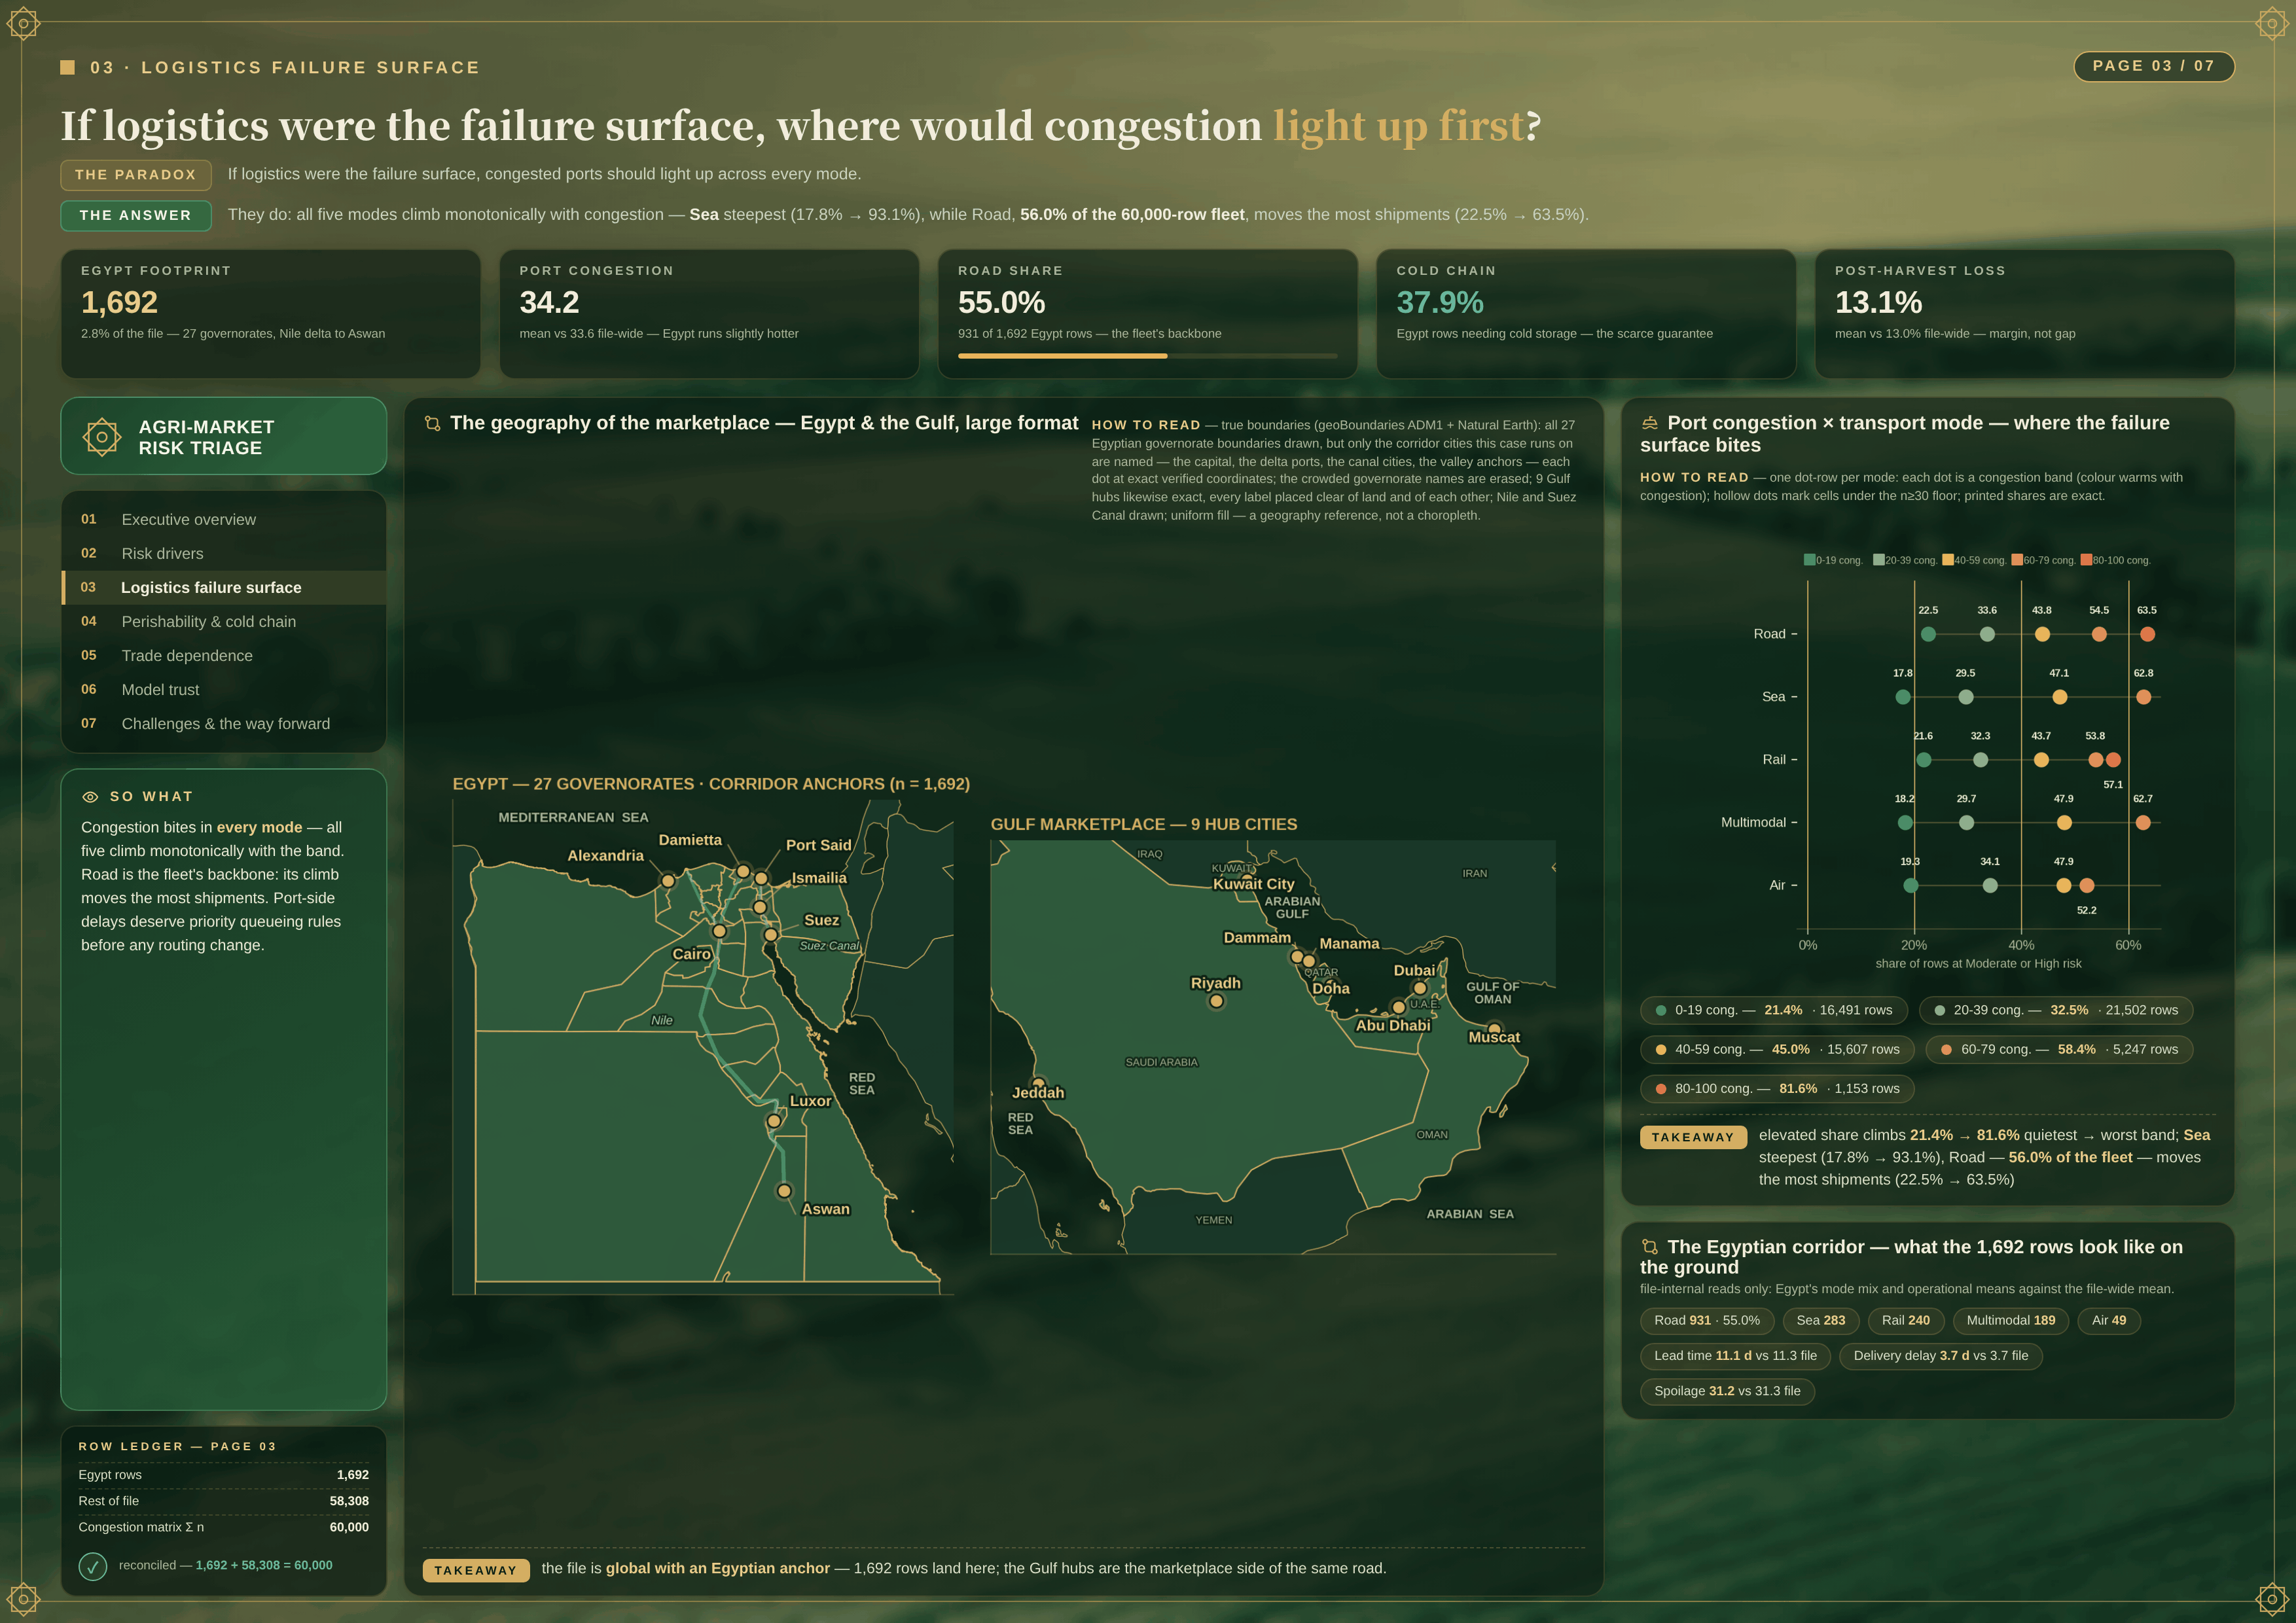 03 · LOGISTICS FAILURE SURFACE
PAGE 03 / 07
If logistics were the failure surface, where would congestion light up first?
THE PARADOX If logistics were the failure surface, congested ports should light up across every mode.
THE ANSWER They do: all five modes climb monotonically with congestion — Sea steepest (17.8% → 93.1%), while Road, 56.0% of the 60,000-row fleet, moves the most shipments (22.5% → 63.5%).
EGYPT FOOTPRINT
1,692
2.8% of the file — 27 governorates, Nile delta to Aswan
PORT CONGESTION
34.2
mean vs 33.6 file-wide — Egypt runs slightly hotter
ROAD SHARE
55.0%
931 of 1,692 Egypt rows — the fleet's backbone
COLD CHAIN
37.9%
Egypt rows needing cold storage — the scarce guarantee
POST-HARVEST LOSS
13.1%
mean vs 13.0% file-wide — margin, not gap
AGRI-MARKET
RISK TRIAGE
01 Executive overview
02 Risk drivers
03 Logistics failure surface
04 Perishability & cold chain
05 Trade dependence
06 Model trust
07 Challenges & the way forward
SO WHAT
Congestion bites in every mode — all
five climb monotonically with the band.
Road is the fleet's backbone: its climb
moves the most shipments. Port-side
delays deserve priority queueing rules
before any routing change.
ROW LEDGER — PAGE 03
Egypt rows 1,692
Rest of file 58,308
Congestion matrix Σ n 60,000
✓ reconciled — 1,692 + 58,308 = 60,000
The geography of the marketplace — Egypt & the Gulf, large format
HOW TO READ — true boundaries (geoBoundaries ADM1 + Natural Earth): all 27
Egyptian governorate boundaries drawn, but only the corridor cities this case runs on
are named — the capital, the delta ports, the canal cities, the valley anchors — each
dot at exact verified coordinates; the crowded governorate names are erased; 9 Gulf
hubs likewise exact, every label placed clear of land and of each other; Nile and Suez
Canal drawn; uniform fill — a geography reference, not a choropleth.
EGYPT — 27 GOVERNORATES · CORRIDOR ANCHORS (n = 1,692)
MEDITERRANEAN SEA
Damietta
Port Said
Alexandria
Ismailia
Suez
Suez Canal
Cairo
Nile
RED
SEA
Luxor
Aswan
GULF MARKETPLACE — 9 HUB CITIES
IRAQ
KUWAIT
IRAN
Kuwait City
ARABIAN
GULF
Dammam
Manama
QATAR
Dubai
Riyadh
Doha
GULF OF
OMAN
U.A.E.
Abu Dhabi
Muscat
SAUDI ARABIA
Jeddah
RED
SEA
OMAN
YEMEN
ARABIAN SEA
TAKEAWAY the file is global with an Egyptian anchor — 1,692 rows land here; the Gulf hubs are the marketplace side of the same road.
Port congestion × transport mode — where the failure
surface bites
HOW TO READ — one dot-row per mode: each dot is a congestion band (colour warms with
congestion); hollow dots mark cells under the n≥30 floor; printed shares are exact.
0-19 cong. 20-39 cong. 40-59 cong. 60-79 cong. 80-100 cong.
22.5 33.6 43.8 54.5 63.5
Road
17.8 29.5 47.1 62.8
Sea
21.6 32.3 43.7 53.8
Rail
57.1
18.2 29.7 47.9 62.7
Multimodal
19.3 34.1 47.9
Air
52.2
0% 20% 40% 60%
share of rows at Moderate or High risk
0-19 cong. — 21.4% · 16,491 rows
20-39 cong. — 32.5% · 21,502 rows
40-59 cong. — 45.0% · 15,607 rows
60-79 cong. — 58.4% · 5,247 rows
80-100 cong. — 81.6% · 1,153 rows
TAKEAWAY elevated share climbs 21.4% → 81.6% quietest → worst band; Sea
steepest (17.8% → 93.1%), Road — 56.0% of the fleet — moves
the most shipments (22.5% → 63.5%)
The Egyptian corridor — what the 1,692 rows look like on
the ground
file-internal reads only: Egypt's mode mix and operational means against the file-wide mean.
Road 931 · 55.0% Sea 283 Rail 240 Multimodal 189 Air 49
Lead time 11.1 d vs 11.3 file Delivery delay 3.7 d vs 3.7 file
Spoilage 31.2 vs 31.3 file